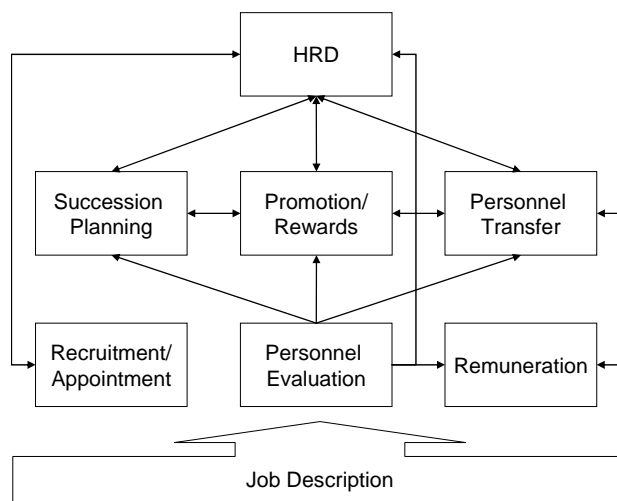 HRD
Succession
Planning
Promotion/
Rewards
Personnel
Transfer
Recruitment/
Appointment
Personnel
Evaluation
Remuneration
Job Description